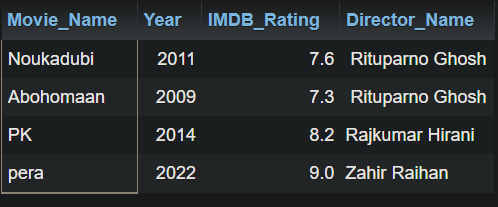 Movie_Name Year IMDB_Rating Director_Name
Noukadubi 2011 7.6 Rituparno Ghosh
Abohomaan 2009 7.3 Rituparno Ghosh
PK 2014 8.2 Rajkumar Hirani
pera 2022 9.0 Zahir Raihan